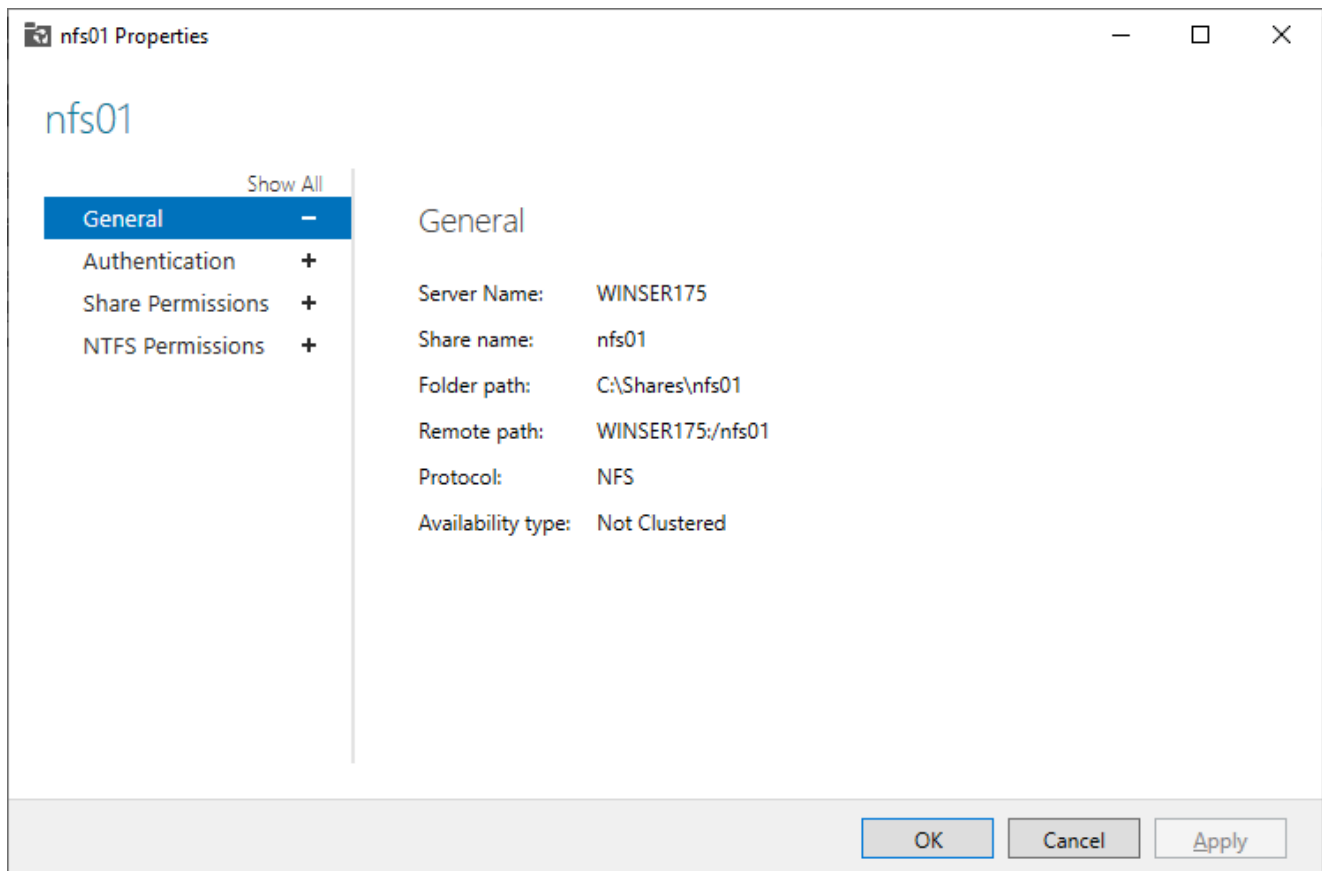 nfs01 Properties
nfs01
Show All
General
Authentication
Share Permissions
NTFS Permissions
General
Server Name: WINSER175
Share name: nfs01
Folder path: C:\Shares\nfs01
Remote path: WINSER175:/nfs01
Protocol: NFS
Availability type: Not Clustered
OK Cancel Apply